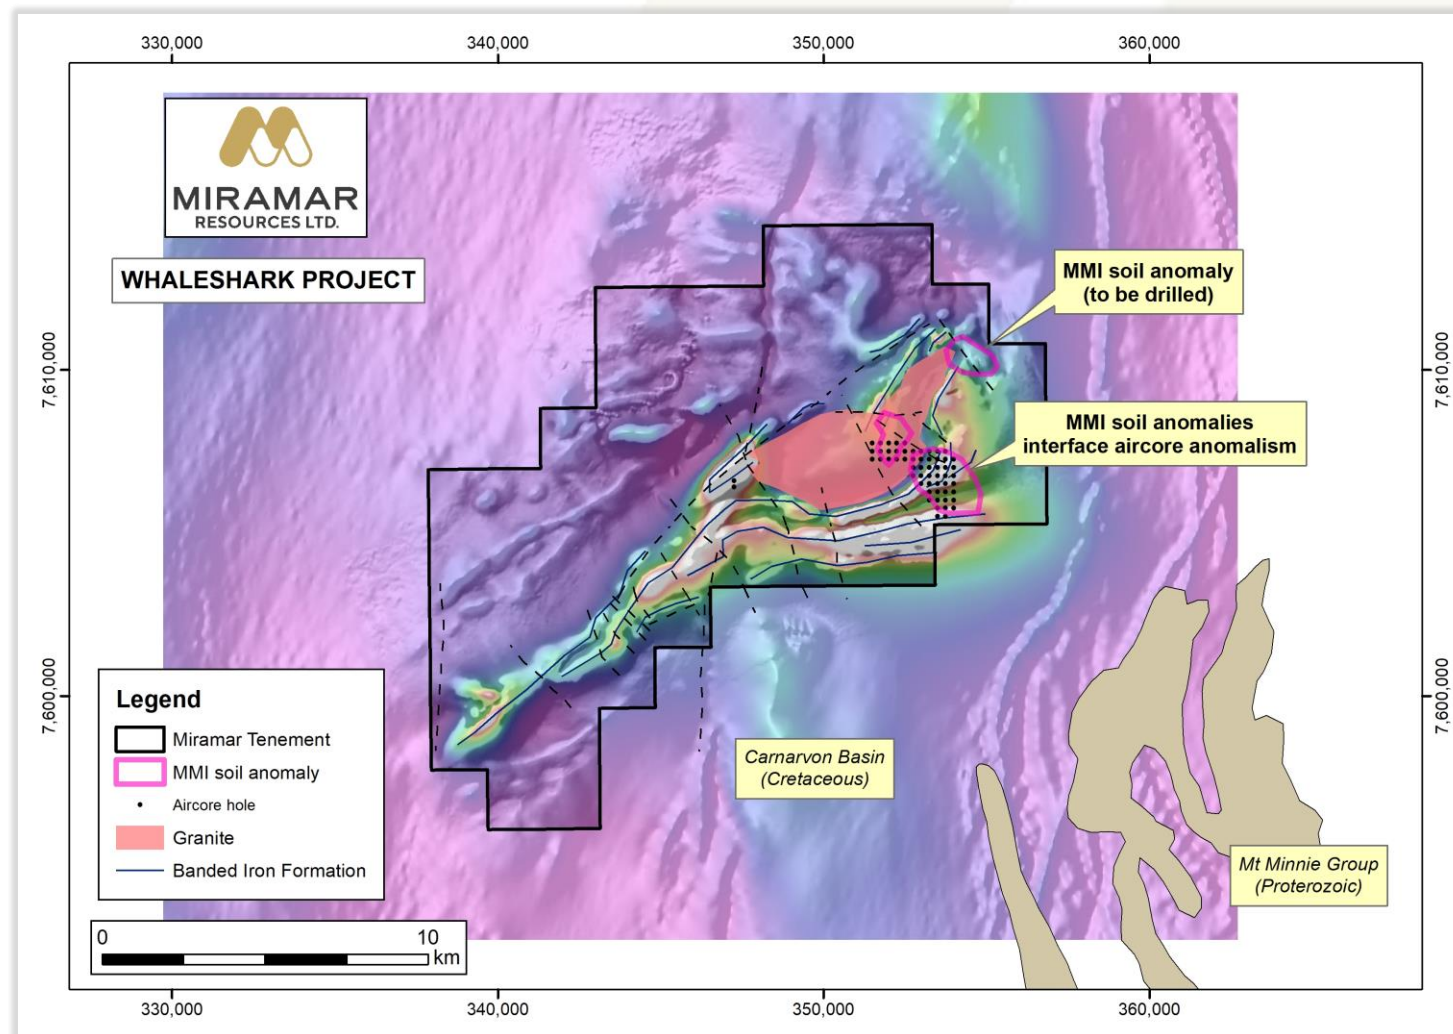 330,000
340,000
350,000
360,000
MIRAMAR
RESOURCES LTD.
WHALESHARK PROJECT
MMI soil anomaly
(to be drilled)
7,610,000
7,610,000
MMI soil anomalies
interface aircore anomalism
7,600,000
7,600,000
Legend
Miramar Tenement
MMI soil anomaly
Aircore hole
Granite
Banded Iron Formation
Carnarvon Basin
(Cretaceous)
Mt Minnie Group
(Proterozoic)
0
10
km
330,000
340,000
350,000
360,000